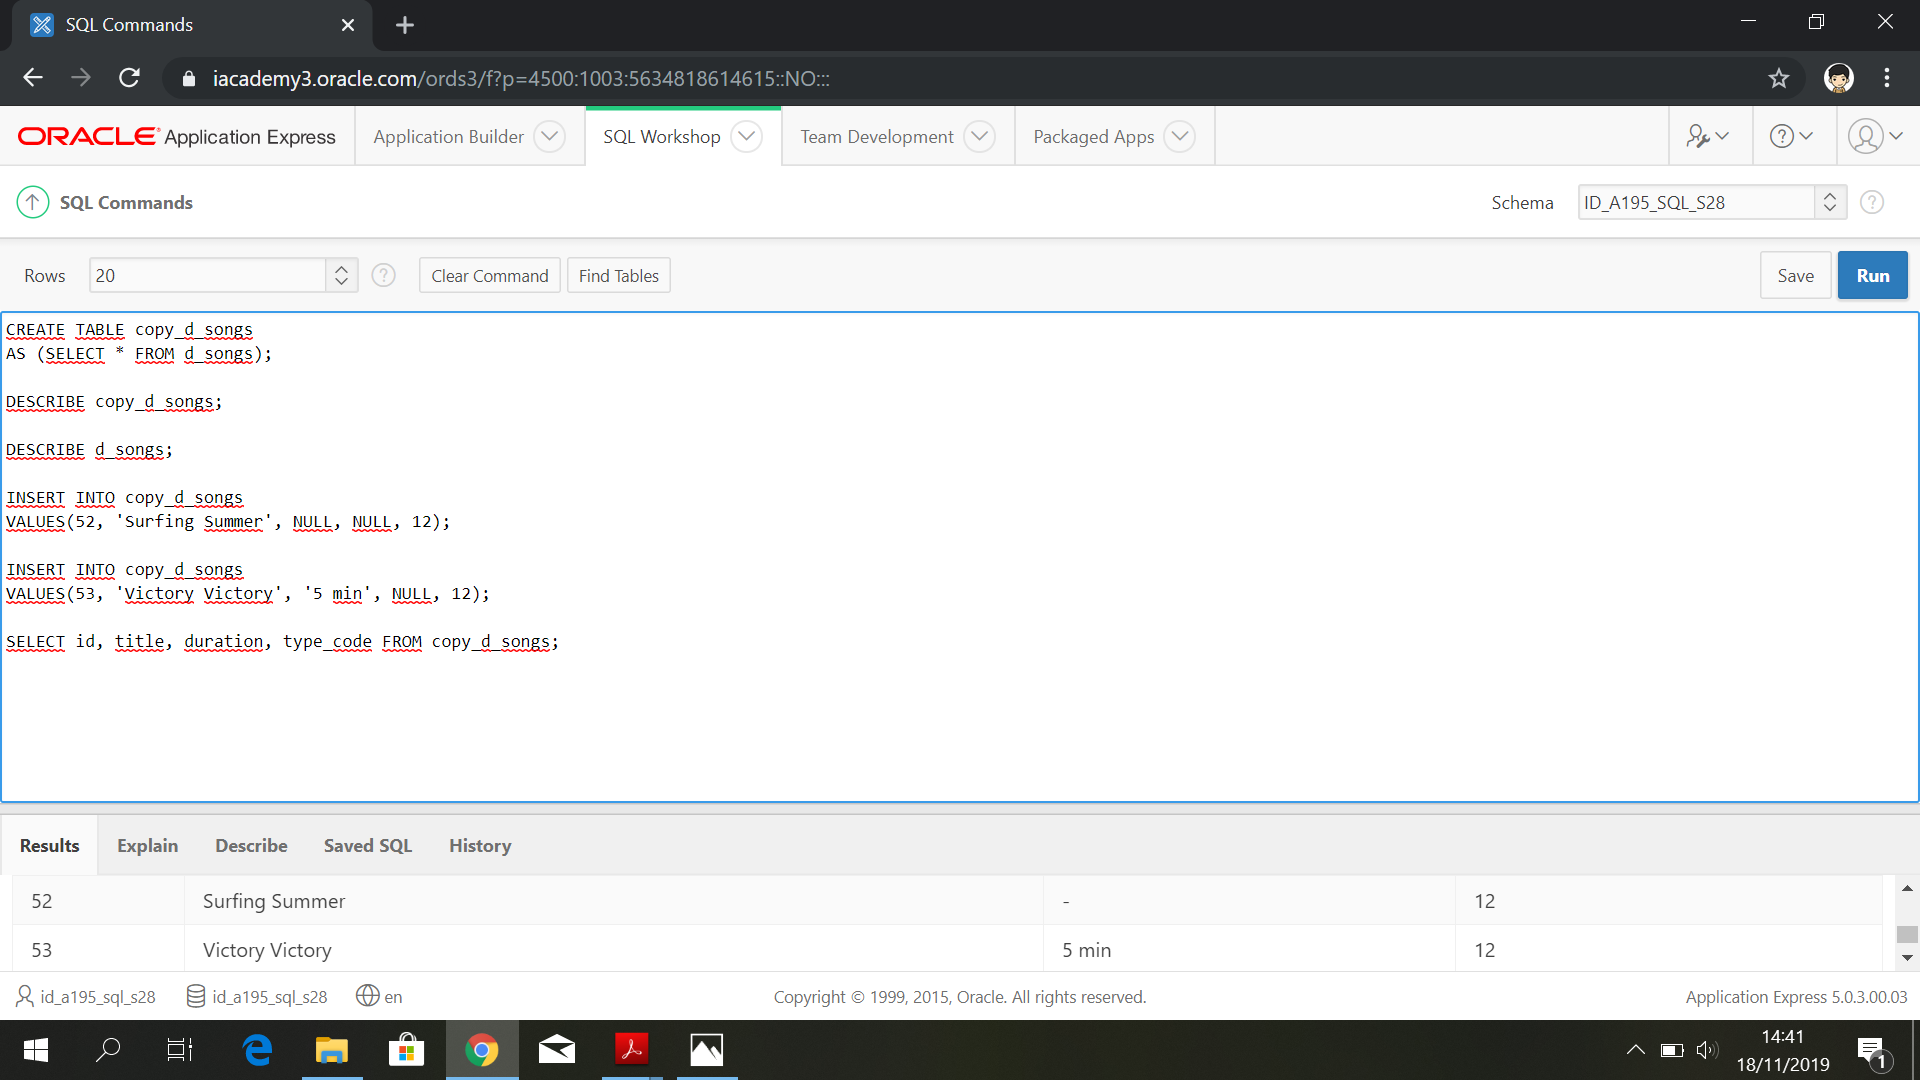 SQL Commands
iacademy3.oracle.com/ords3/f?p=4500:1003:5634818614615::NO:::
ORACLE Application Express
Application Builder
SQL Workshop
Team Development
Packaged Apps
SQL Commands
Schema
ID_A195_SQL_S28
Rows
20
Clear Command
Find Tables
Save
Run
CREATE TABLE copy_d_songs
AS (SELECT * FROM d_songs);
DESCRIBE copy_d_songs;
DESCRIBE d_songs;
INSERT INTO copy_d_songs
VALUES(52, 'Surfing Summer', NULL, NULL, 12);
INSERT INTO copy_d_songs
VALUES(53, 'Victory Victory', '5 min', NULL, 12);
SELECT id, title, duration, type_code FROM copy_d_songs;
Results
Explain
Describe
Saved SQL
History
52 Surfing Summer - 12
53 Victory Victory 5 min 12
id_a195_sql_s28
id_a195_sql_s28
en
Copyright © 1999, 2015, Oracle. All rights reserved.
Application Express 5.0.3.00.03
14:41
18/11/2019
1